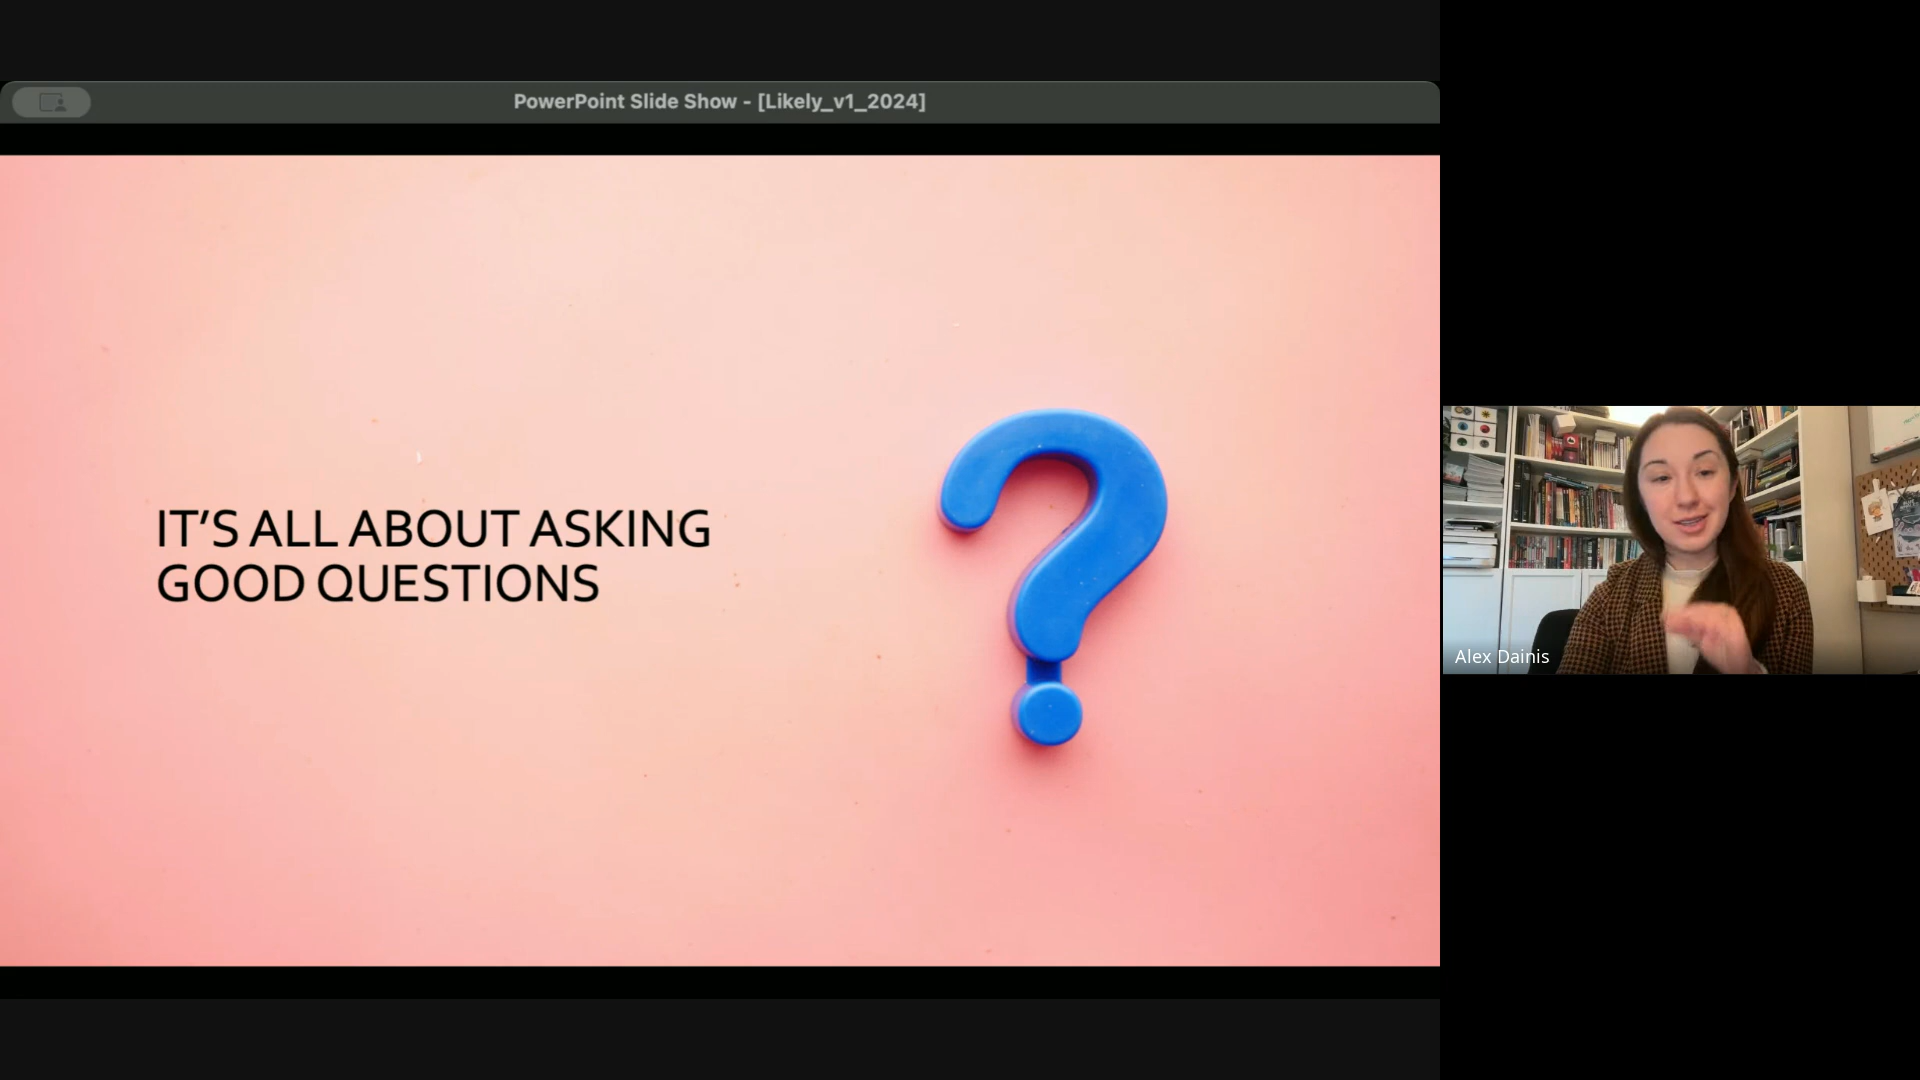 PowerPoint Slide Show - [Likely_v1_2024]
IT’S ALL ABOUT ASKING
GOOD QUESTIONS
Alex Dainis